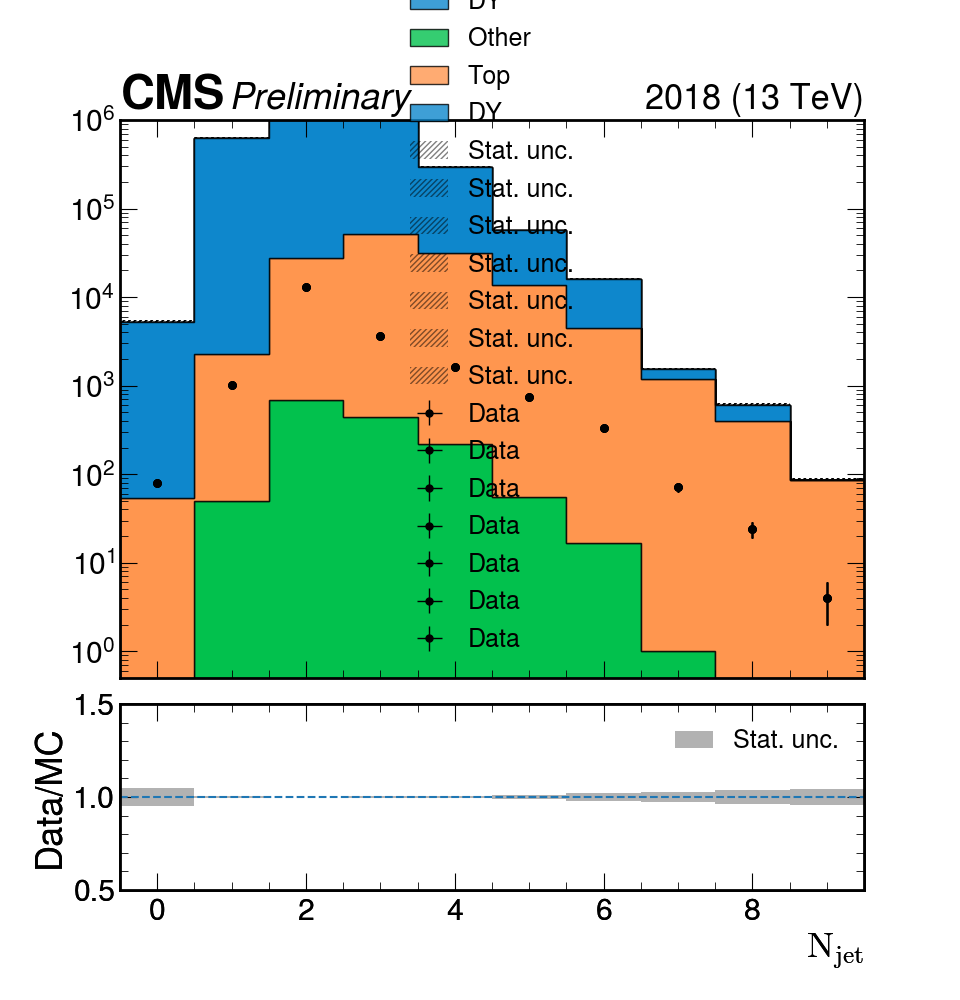 DY
Other
Top
CMS Preliminary 2018 (13 TeV)
DY
10^6
Stat. unc.
Stat. unc.
10^5
Stat. unc.
Stat. unc.
10^4
Stat. unc.
Stat. unc.
10^3
Stat. unc.
Data
Data
10^2
Data
Data
10^1
Data
Data
Data
10^0
1.5
Stat. unc.
Data/MC
1.0
0.5
0 2 4 6 8
N_jet